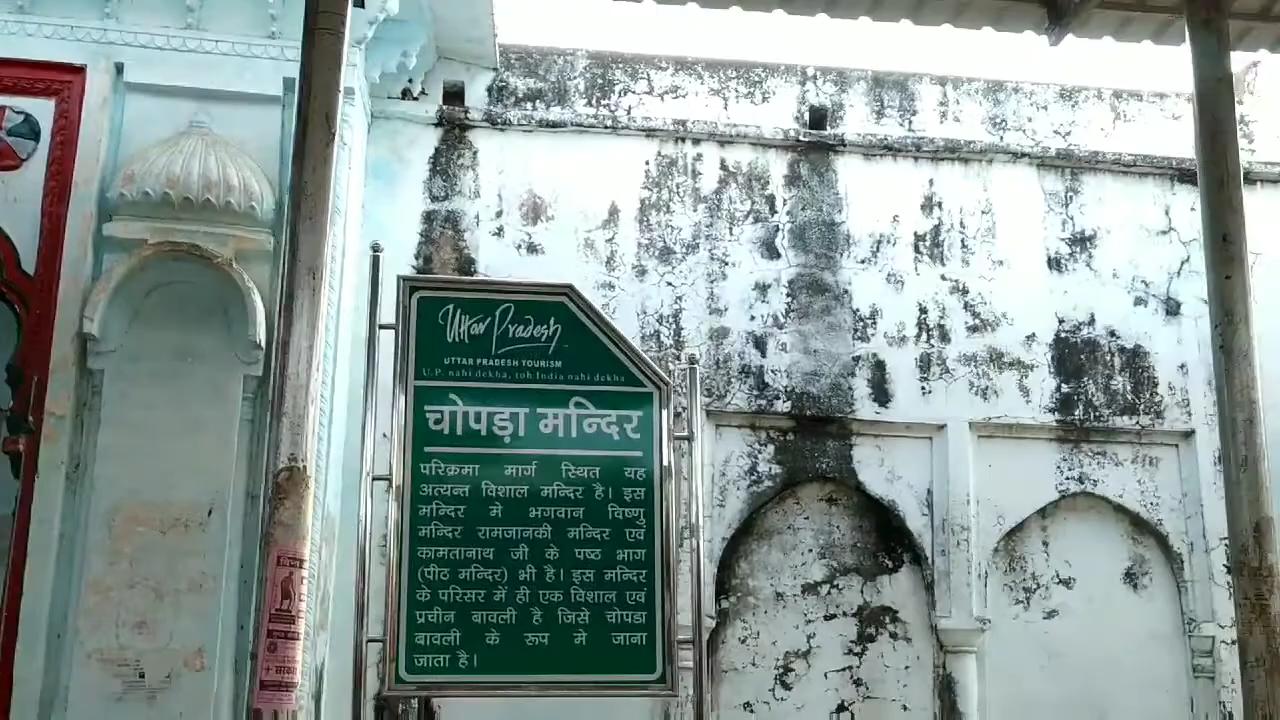 Uttar Pradesh
UTTAR PRADESH TOURISM
U.P. nahi dekha, toh India nahi dekha
चोपड़ा मन्दिर
परिक्रमा मार्ग स्थित यह
अत्यन्त विशाल मन्दिर है। इस
मन्दिर मे भगवान विष्णु
मन्दिर रामजानकी मन्दिर एवं
कामतानाथ जी के पष्ठ भाग
(पीठ मन्दिर) भी है। इस मन्दिर
के परिसर में ही एक विशाल एवं
प्रचीन बावली है जिसे चोपडा
बावली के रूप मे जाना
जाता है।